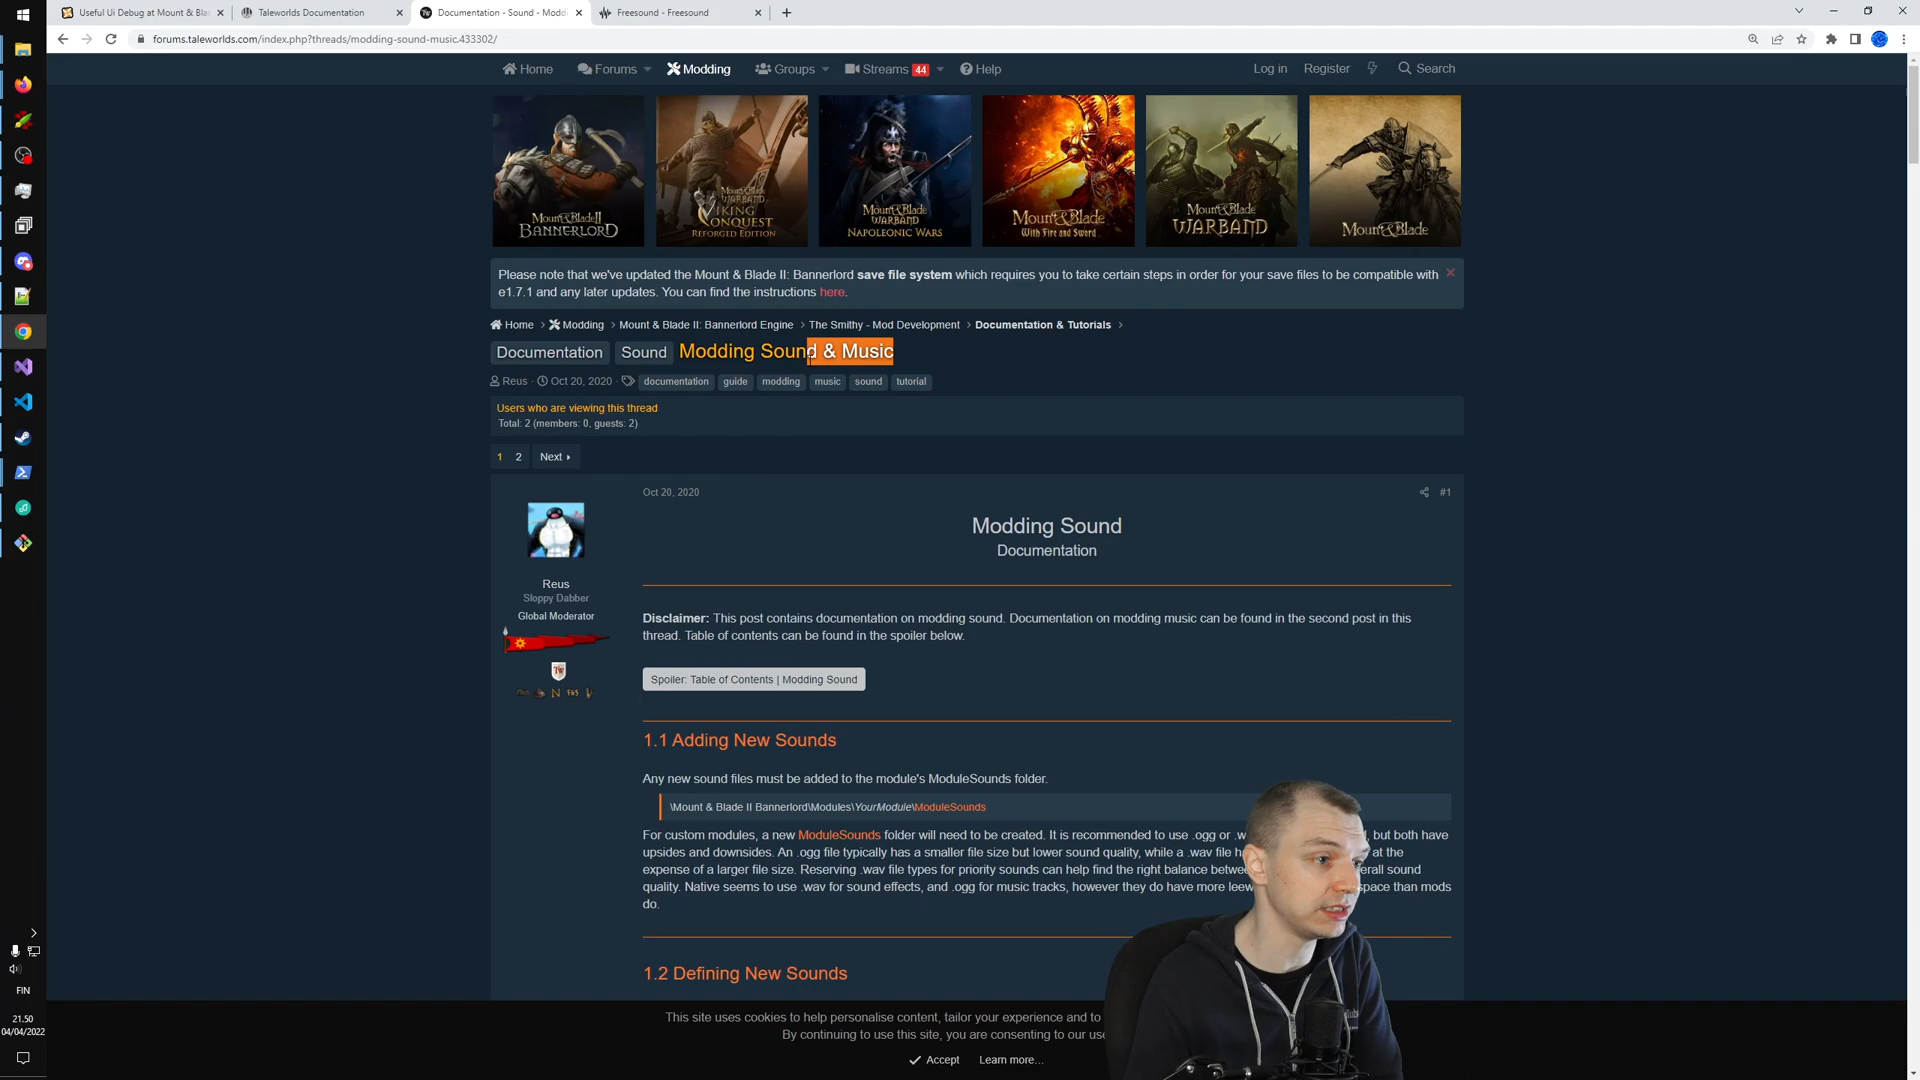 Useful Ui Debug at Mount & Bla
Taleworlds Documentation
Documentation - Sound - Moddi
Freesound - Freesound
forums.taleworlds.com/index.php?threads/modding-sound-music.433302/
Home
Forums
Modding
Groups
Streams 44
Help
Log in
Register
Search
Mount & Blade II BANNERLORD
Mount & Blade WARBAND VIKING CONQUEST REFORGED EDITION
Mount & Blade WARBAND NAPOLEONIC WARS
Mount & Blade With Fire and Sword
Mount & Blade WARBAND
Mount & Blade
Please note that we've updated the Mount & Blade II: Bannerlord save file system which requires you to take certain steps in order for your save files to be compatible with
e1.7.1 and any later updates. You can find the instructions here.
Home > Modding > Mount & Blade II: Bannerlord Engine > The Smithy - Mod Development > Documentation & Tutorials >
Documentation Sound Modding Sound & Music
Reus Oct 20, 2020 documentation guide modding music sound tutorial
Users who are viewing this thread
Total: 2 (members: 0, guests: 2)
1 2 Next
Oct 20, 2020
#1
Modding Sound
Documentation
Reus
Sloppy Dabber
Global Moderator
Disclaimer: This post contains documentation on modding sound. Documentation on modding music can be found in the second post in this
thread. Table of contents can be found in the spoiler below.
Spoiler: Table of Contents | Modding Sound
1.1 Adding New Sounds
Any new sound files must be added to the module's ModuleSounds folder.
\Mount & Blade II Bannerlord\Modules\YourModule\ModuleSounds
For custom modules, a new ModuleSounds folder will need to be created. It is recommended to use .ogg or .w , but both have
upsides and downsides. An .ogg file typically has a smaller file size but lower sound quality, while a .wav file h at the
expense of a larger file size. Reserving .wav file types for priority sounds can help find the right balance betwe erall sound
quality. Native seems to use .wav for sound effects, and .ogg for music tracks, however they do have more leew space than mods
do.
1.2 Defining New Sounds
This site uses cookies to help personalise content, tailor your experience and to
By continuing to use this site, you are consenting to our use
Accept
Learn more…
FIN
21.50
04/04/2022